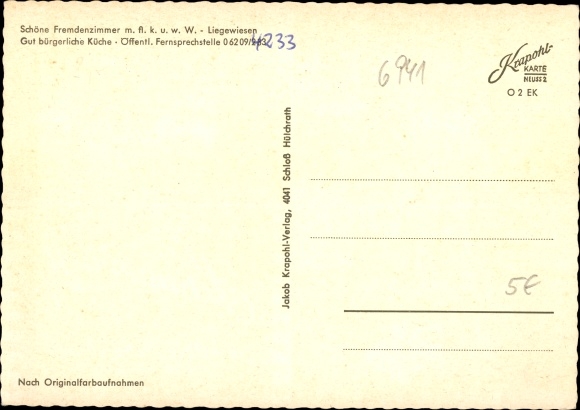 Schöne Fremdenzimmer m. fl. k. u. w. W. - Liegewiesen
Gut bürgerliche Küche - Öffentl. Fernsprechstelle 06209/
4233
6941
Krapohl-
KARTE
NEUSS 2
O 2 EK
Jakob Krapohl-Verlag, 4041 Schloß Hülchrath
5€
Nach Originalfarbaufnahmen